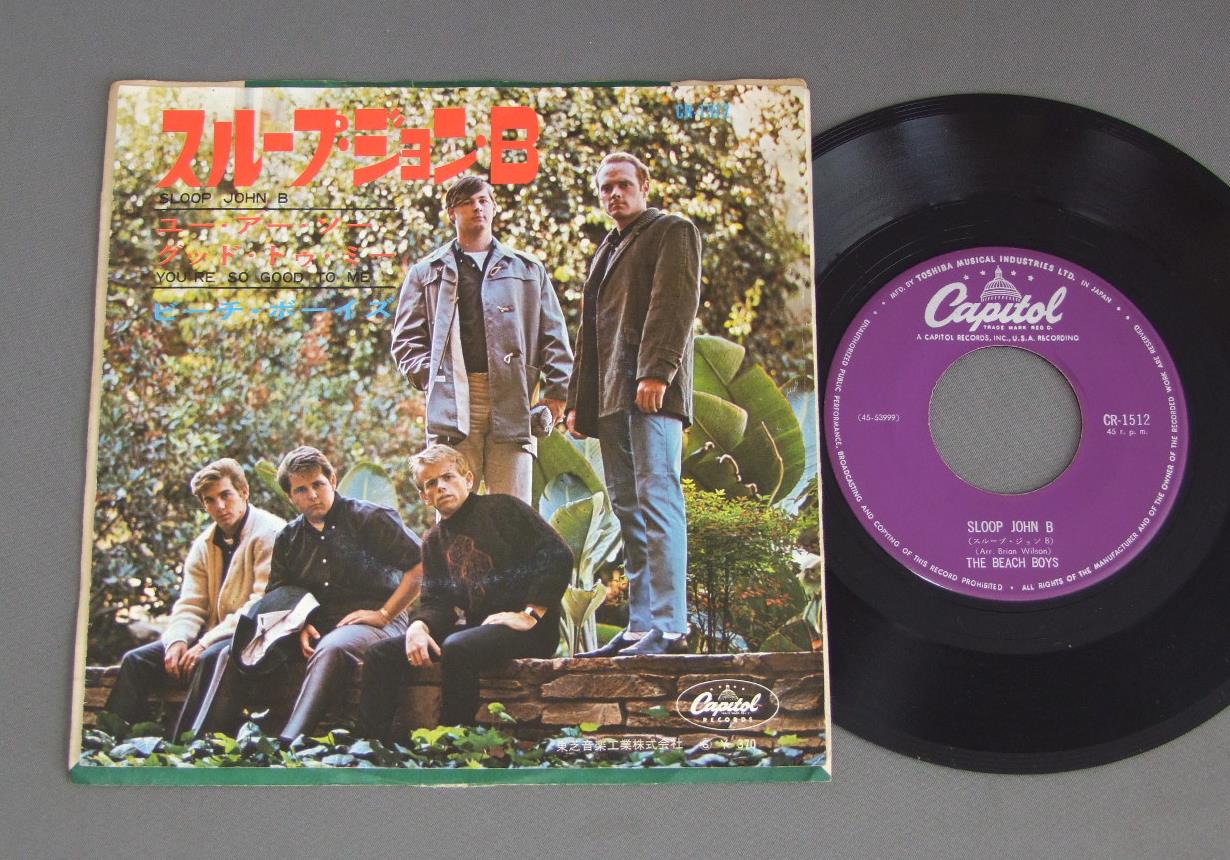 スループ・ジョン・B
CR-1512
SLOOP JOHN B
ユー・アー・ソー
グッド・トゥ・ミー
YOU'RE SO GOOD TO ME
ビーチ・ボーイズ
Capitol
RECORDS
東芝音楽工業株式会社 ¥ 370
MFD. BY TOSHIBA MUSICAL INDUSTRIES LTD. IN JAPAN
Capitol
TRADE MARK REG D.
A CAPITOL RECORDS, INC., U.S.A. RECORDING
(45-53999)
CR-1512
45 r. p. m.
SLOOP JOHN B
(スループ・ジョンB)
(Arr. Brian Wilson)
THE BEACH BOYS
UNAUTHORIZED PUBLIC PERFORMANCE, BROADCASTING AND COPYING OF THIS RECORD PROHIBITED • ALL RIGHTS OF THE MANUFACTURER AND OF THE OWNER OF THE RECORDED WORK ARE RESERVED